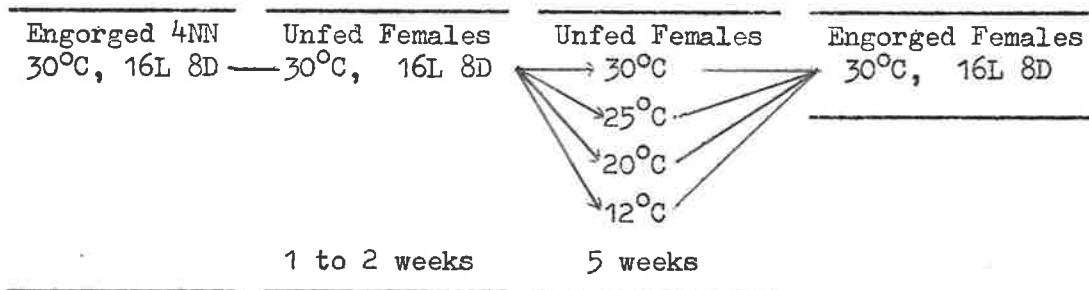 Engorged 4NN Unfed Females Unfed Females Engorged Females
30°C, 16L 8D 30°C, 16L 8D 30°C 30°C, 16L 8D
25°C
20°C
12°C
1 to 2 weeks 5 weeks